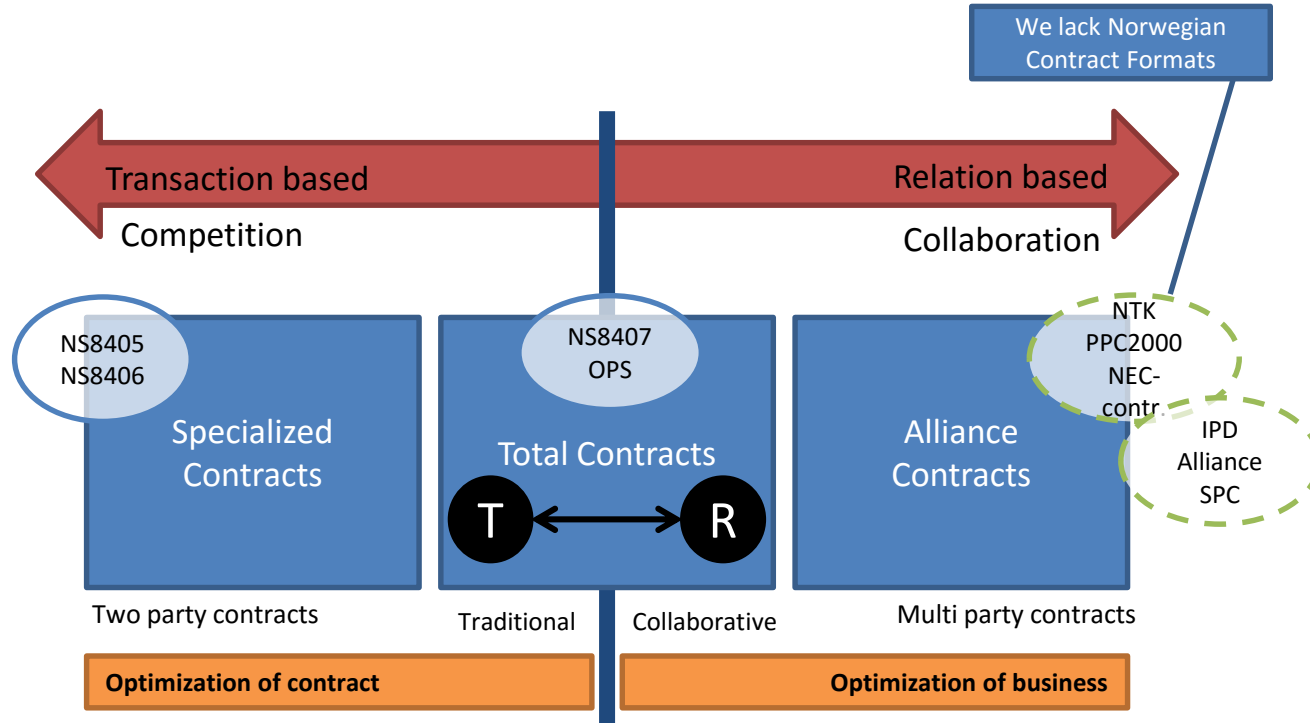 We lack Norwegian
Contract Formats
Transaction based
Relation based
Competition
Collaboration
NS8405
NS8406
NS8407
OPS
NTK
PPC2000
NEC-
contr.
IPD
Alliance
SPC
Specialized
Contracts
Total Contracts
Alliance
Contracts
T
R
Two party contracts
Traditional
Collaborative
Multi party contracts
Optimization of contract
Optimization of business